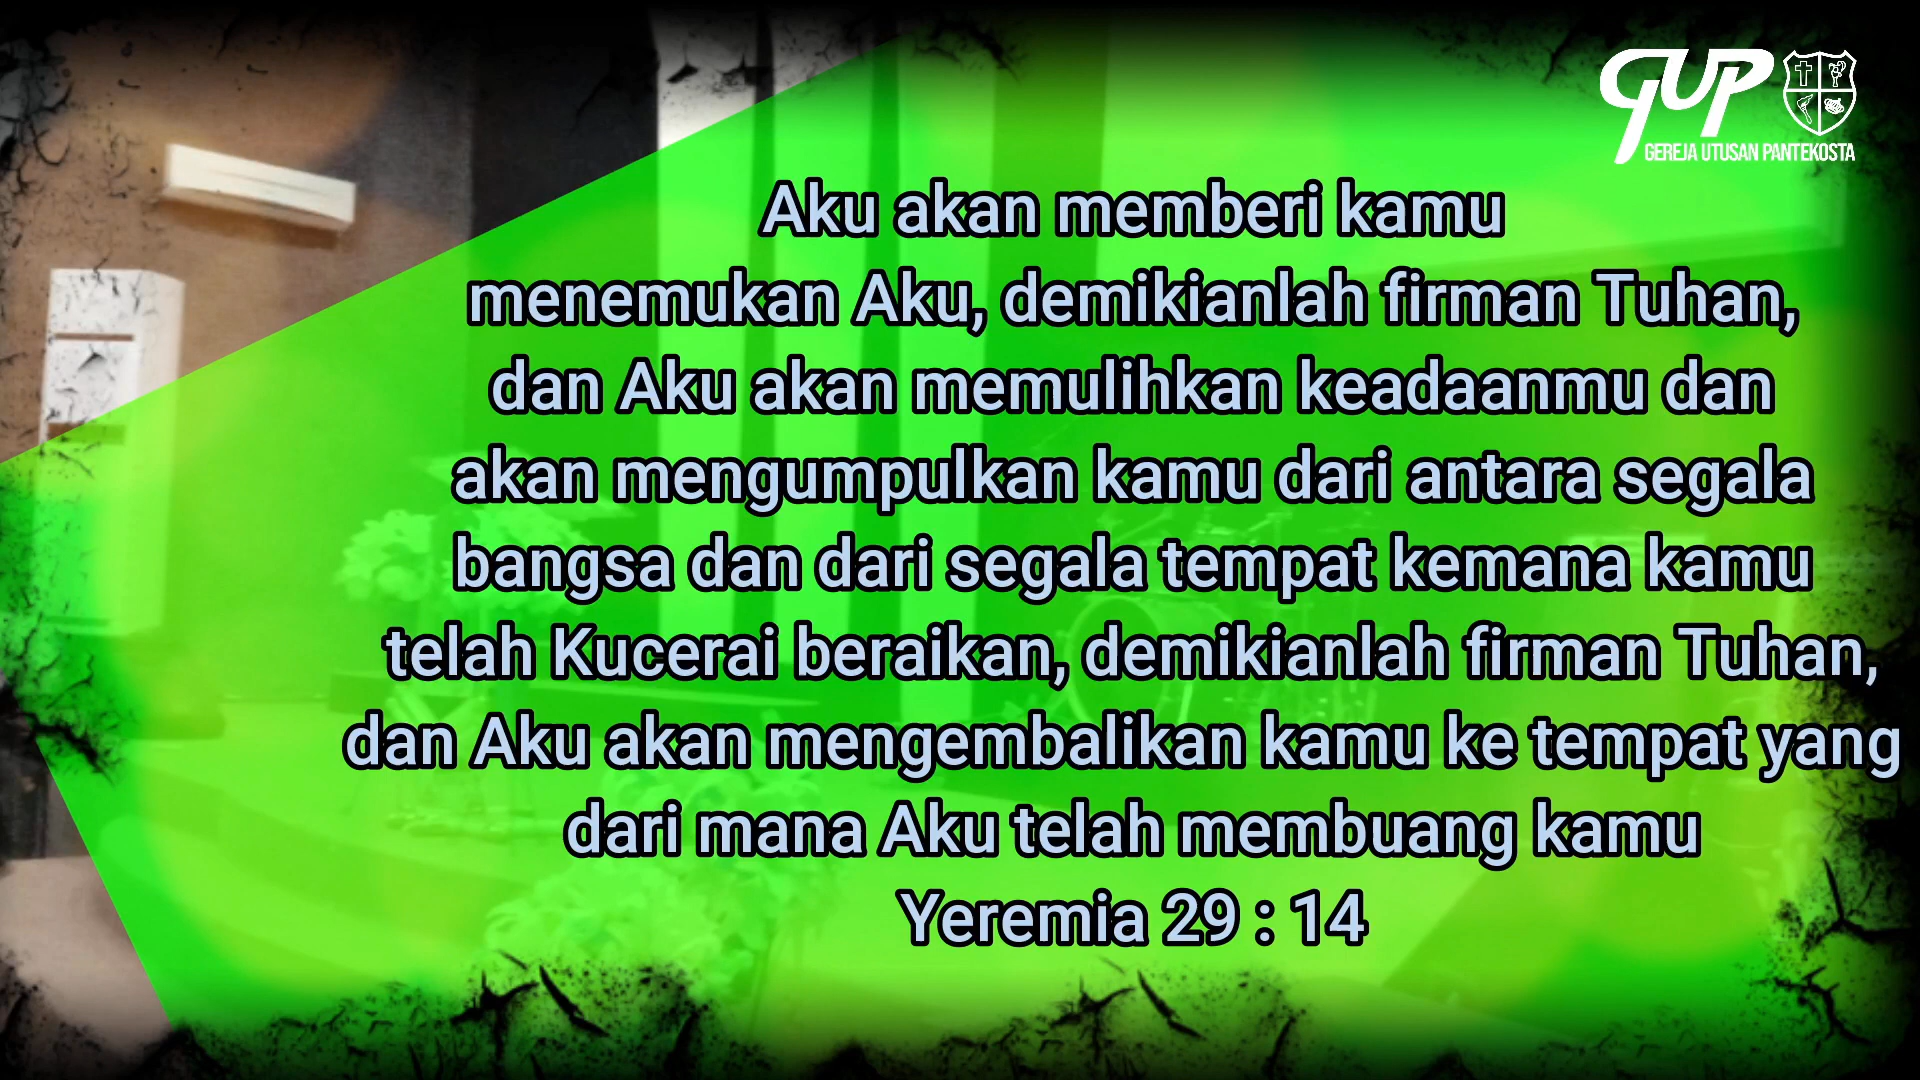 GUP
GEREJA UTUSAN PANTEKOSTA
Aku akan memberi kamu
menemukan Aku, demikianlah firman Tuhan,
dan Aku akan memulihkan keadaanmu dan
akan mengumpulkan kamu dari antara segala
bangsa dan dari segala tempat kemana kamu
telah Kucerai beraikan, demikianlah firman Tuhan,
dan Aku akan mengembalikan kamu ke tempat yang
dari mana Aku telah membuang kamu
Yeremia 29 : 14